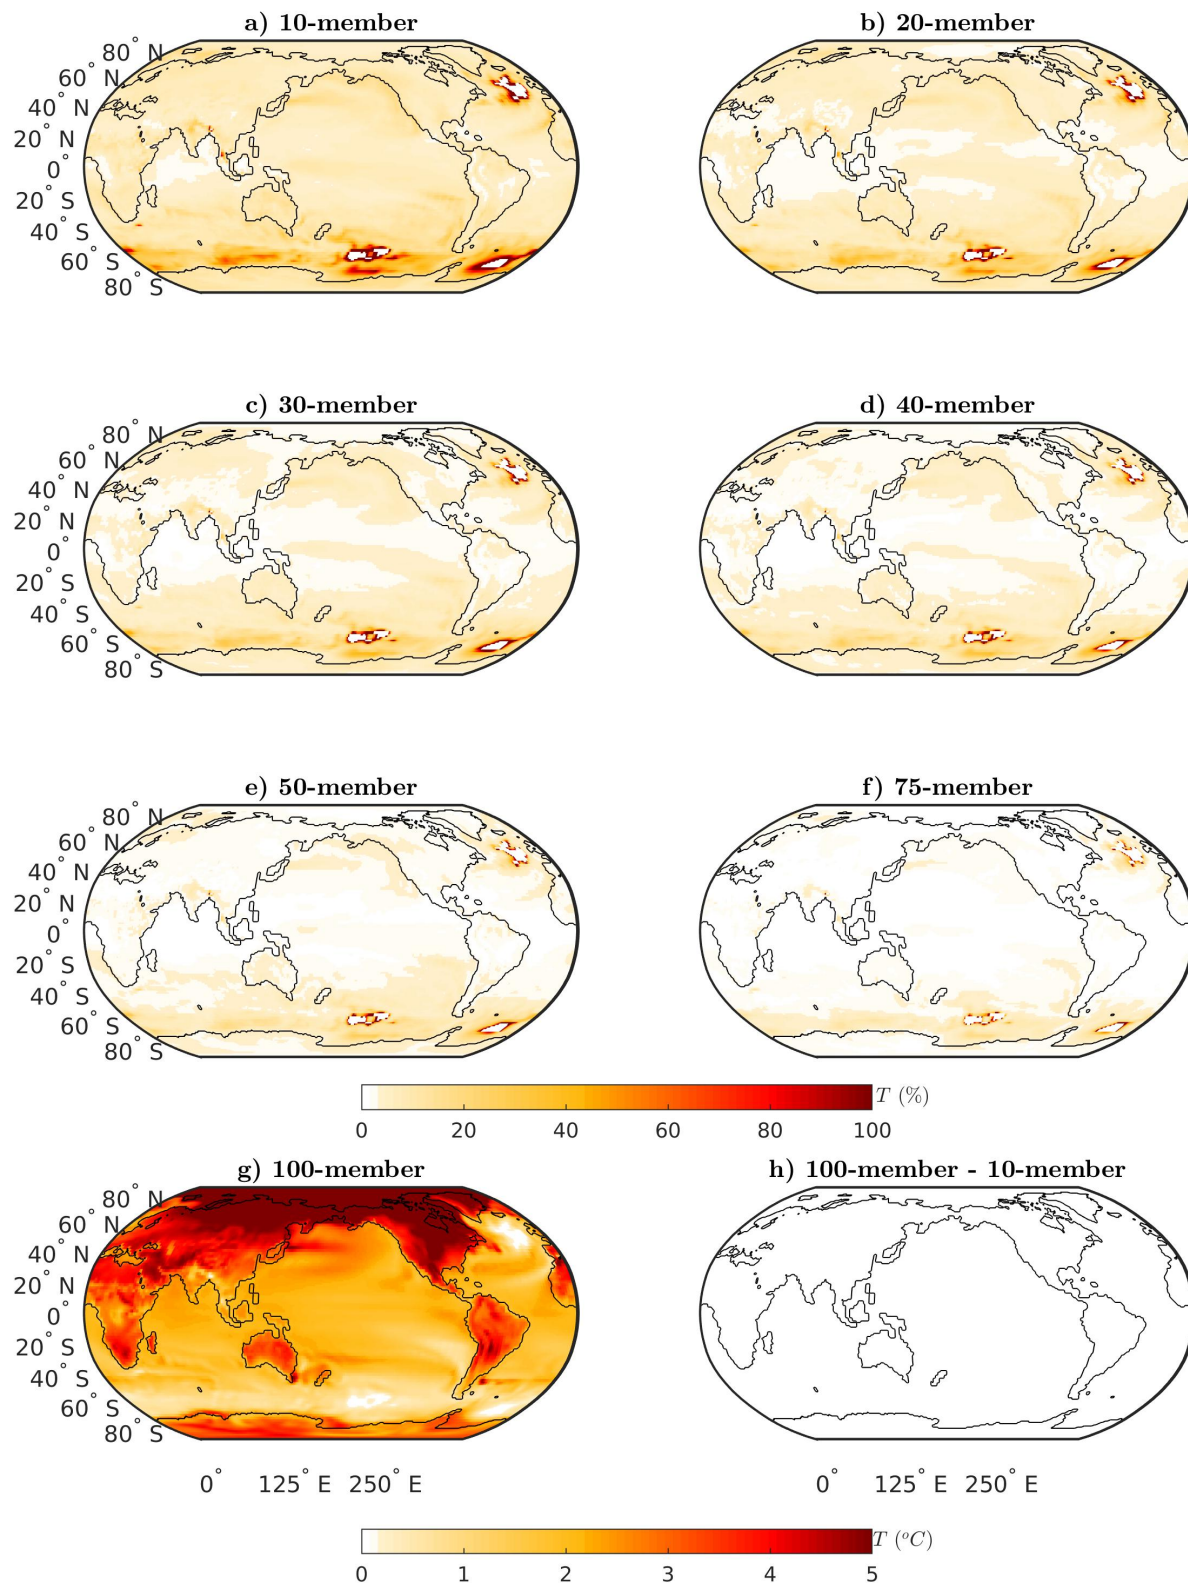 a) 10-member
b) 20-member
80° N
60° N
40° N
20° N
0°
20° S
40° S
60° S
80° S
c) 30-member
d) 40-member
80° N
60° N
40° N
20° N
0°
20° S
40° S
60° S
80° S
e) 50-member
f) 75-member
80° N
60° N
40° N
20° N
0°
20° S
40° S
60° S
80° S
T (%)
0 20 40 60 80 100
g) 100-member
h) 100-member - 10-member
80° N
60° N
40° N
20° N
0°
20° S
40° S
60° S
80° S
0° 125° E 250° E
0° 125° E 250° E
T (°C)
0 1 2 3 4 5